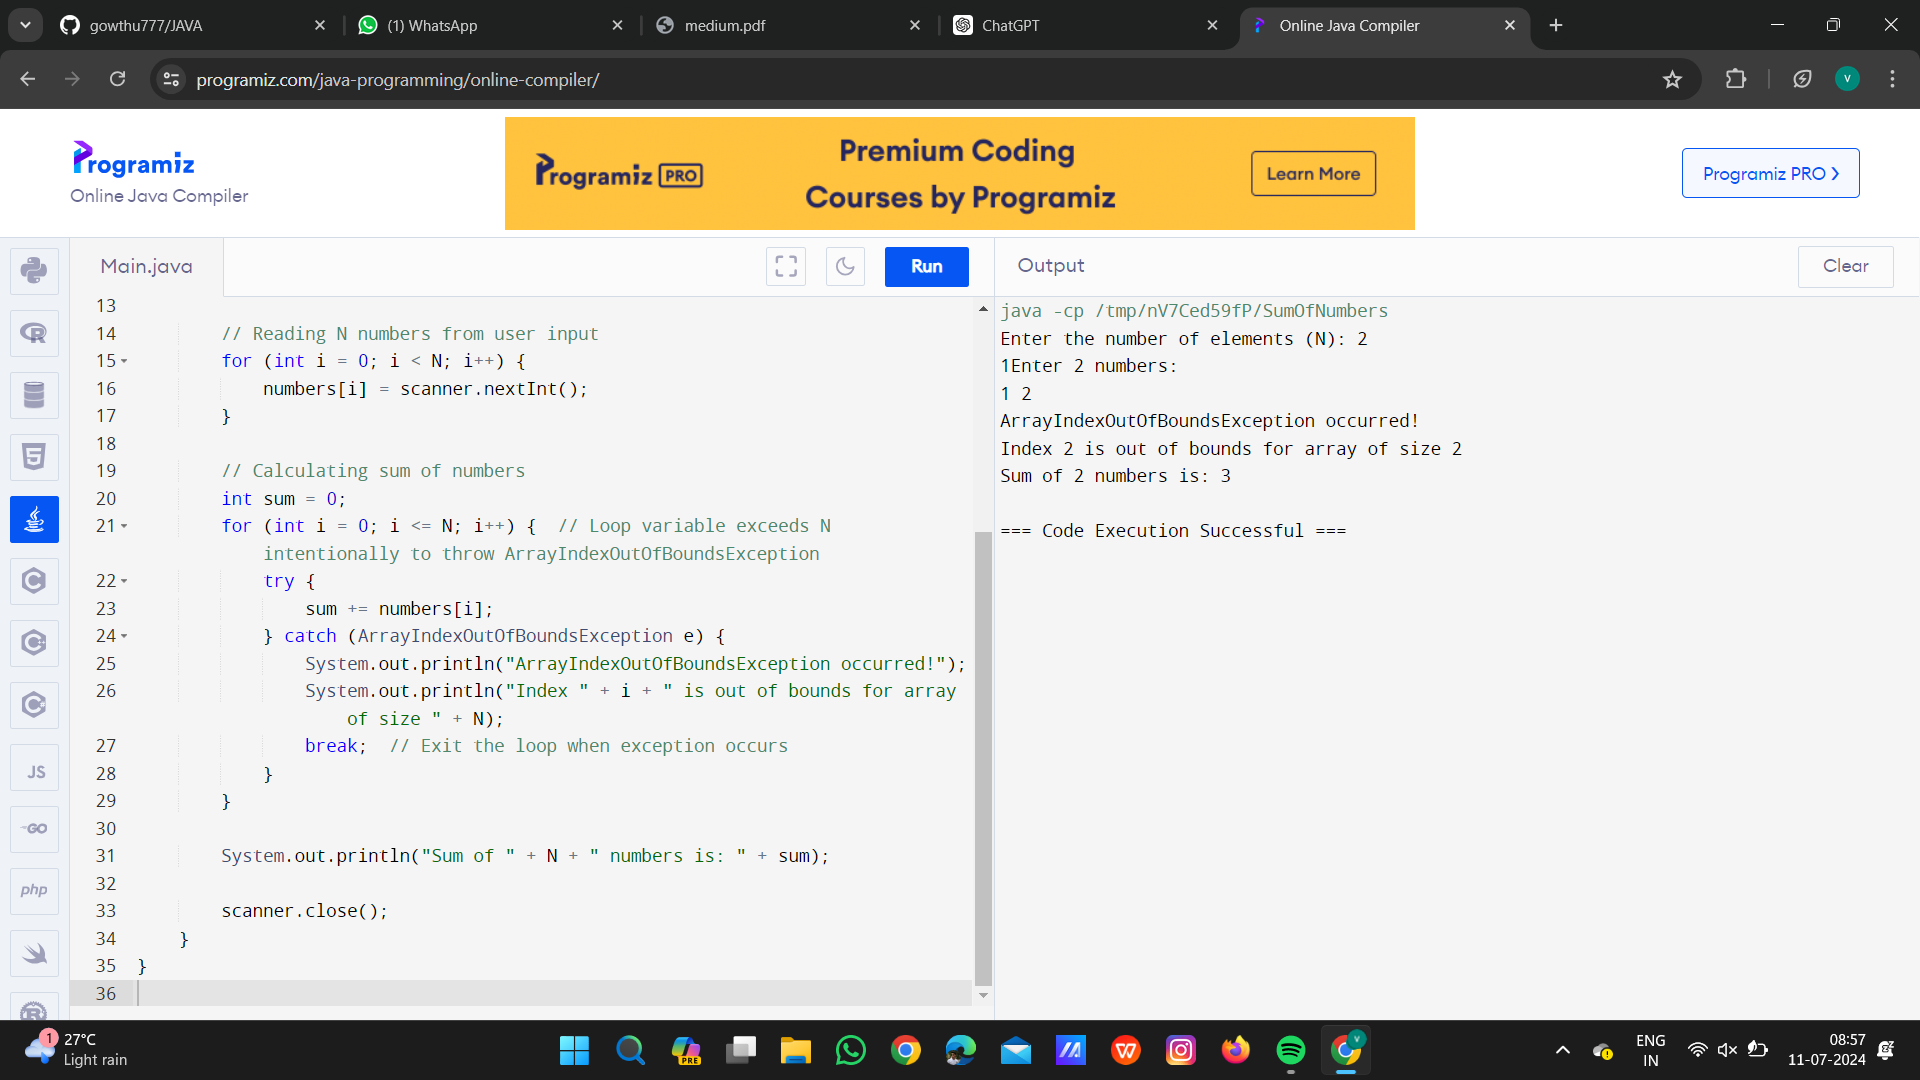 gowthu777/JAVA
(1) WhatsApp
medium.pdf
ChatGPT
Online Java Compiler
programiz.com/java-programming/online-compiler/
V
Programiz
Online Java Compiler
Programiz PRO
Premium Coding
Courses by Programiz
Learn More
Programiz PRO
Main.java
Run
Output
Clear
13
14 // Reading N numbers from user input
15 for (int i = 0; i < N; i++) {
16 numbers[i] = scanner.nextInt();
17 }
18
19 // Calculating sum of numbers
20 int sum = 0;
21 for (int i = 0; i <= N; i++) {  // Loop variable exceeds N
intentionally to throw ArrayIndexOutOfBoundsException
22 try {
23 sum += numbers[i];
24 } catch (ArrayIndexOutOfBoundsException e) {
25 System.out.println("ArrayIndexOutOfBoundsException occurred!");
26 System.out.println("Index " + i + " is out of bounds for array
of size " + N);
27 break;  // Exit the loop when exception occurs
28 }
29 }
30
31 System.out.println("Sum of " + N + " numbers is: " + sum);
32
33 scanner.close();
34 }
35 }
36
java -cp /tmp/nV7Ced59fP/SumOfNumbers
Enter the number of elements (N): 2
1Enter 2 numbers:
1 2
ArrayIndexOutOfBoundsException occurred!
Index 2 is out of bounds for array of size 2
Sum of 2 numbers is: 3
=== Code Execution Successful ===
JS
GO
php
1
27°C
Light rain
PRE
ENG
IN
08:57
11-07-2024